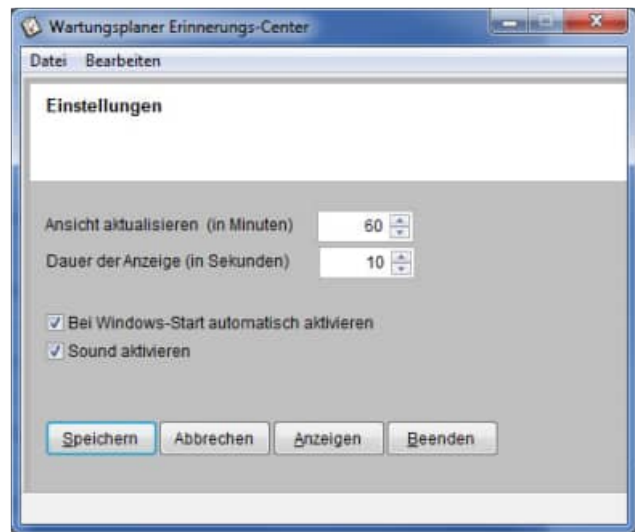 Wartungsplaner Erinnerungs-Center
Datei Bearbeiten
Einstellungen
Ansicht aktualisieren (in Minuten) 60
Dauer der Anzeige (in Sekunden) 10
Bei Windows-Start automatisch aktivieren
Sound aktivieren
Speichern Abbrechen Anzeigen Beenden